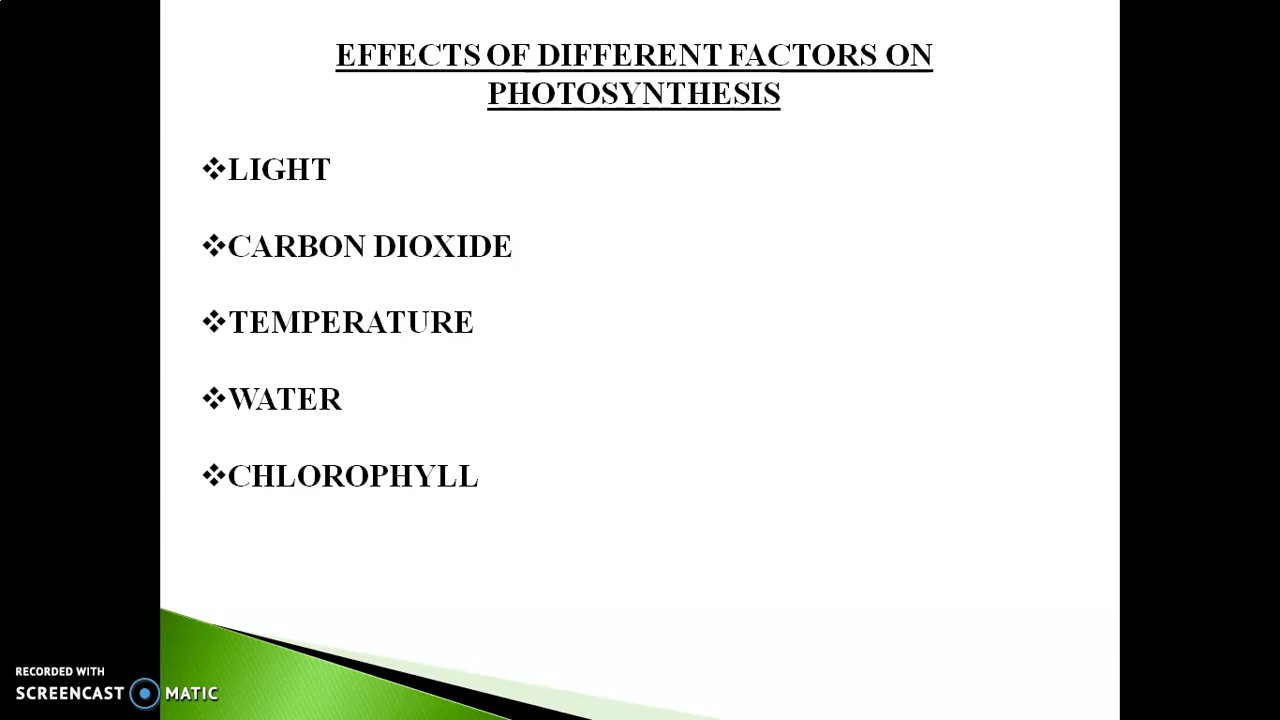 EFFECTS OF DIFFERENT FACTORS ON
PHOTOSYNTHESIS
❖LIGHT
❖CARBON DIOXIDE
❖TEMPERATURE
❖WATER
❖CHLOROPHYLL
RECORDED WITH
SCREENCAST MATIC